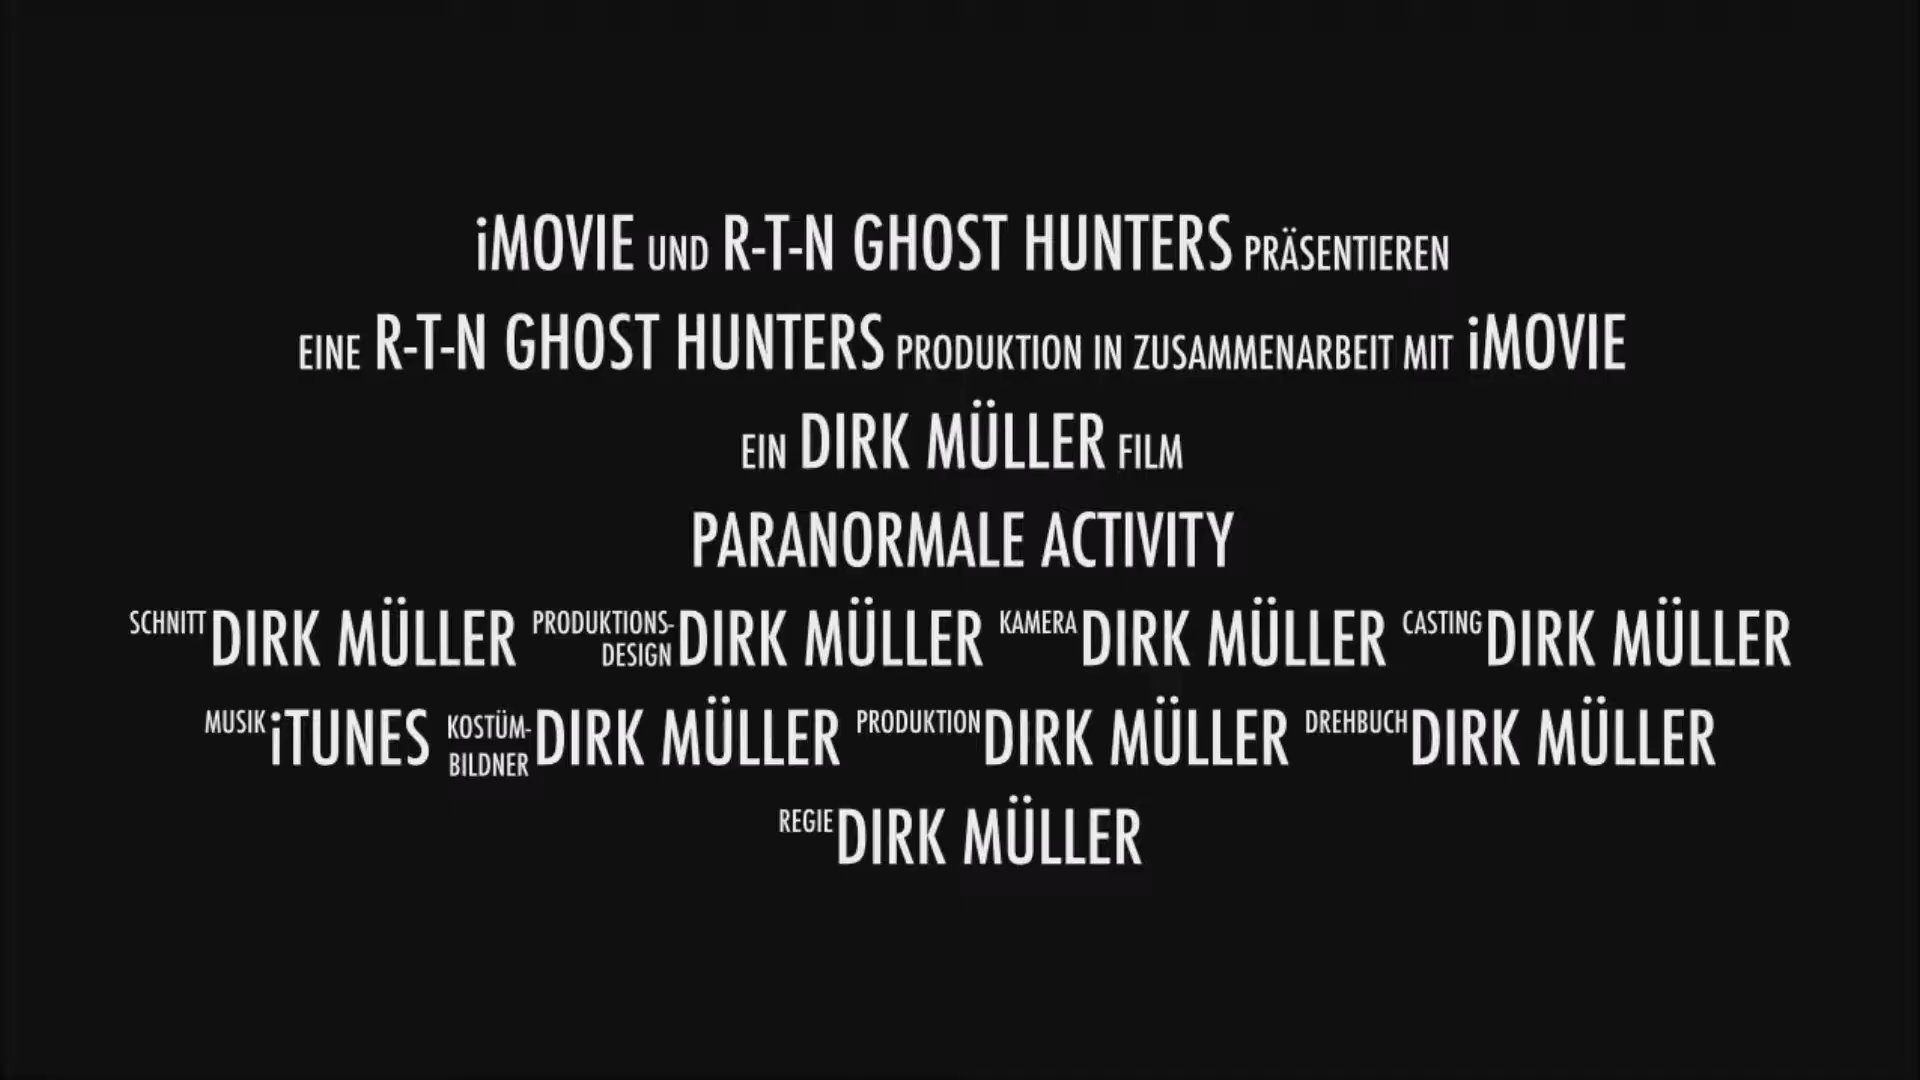 iMOVIE UND R-T-N GHOST HUNTERS PRÄSENTIEREN
EINE R-T-N GHOST HUNTERS PRODUKTION IN ZUSAMMENARBEIT MIT iMOVIE
EIN DIRK MÜLLER FILM
PARANORMALE ACTIVITY
SCHNITT DIRK MÜLLER PRODUKTIONS-DESIGN DIRK MÜLLER KAMERA DIRK MÜLLER CASTING DIRK MÜLLER
MUSIK iTUNES KOSTÜM-BILDNER DIRK MÜLLER PRODUKTION DIRK MÜLLER DREHBUCH DIRK MÜLLER
REGIE DIRK MÜLLER